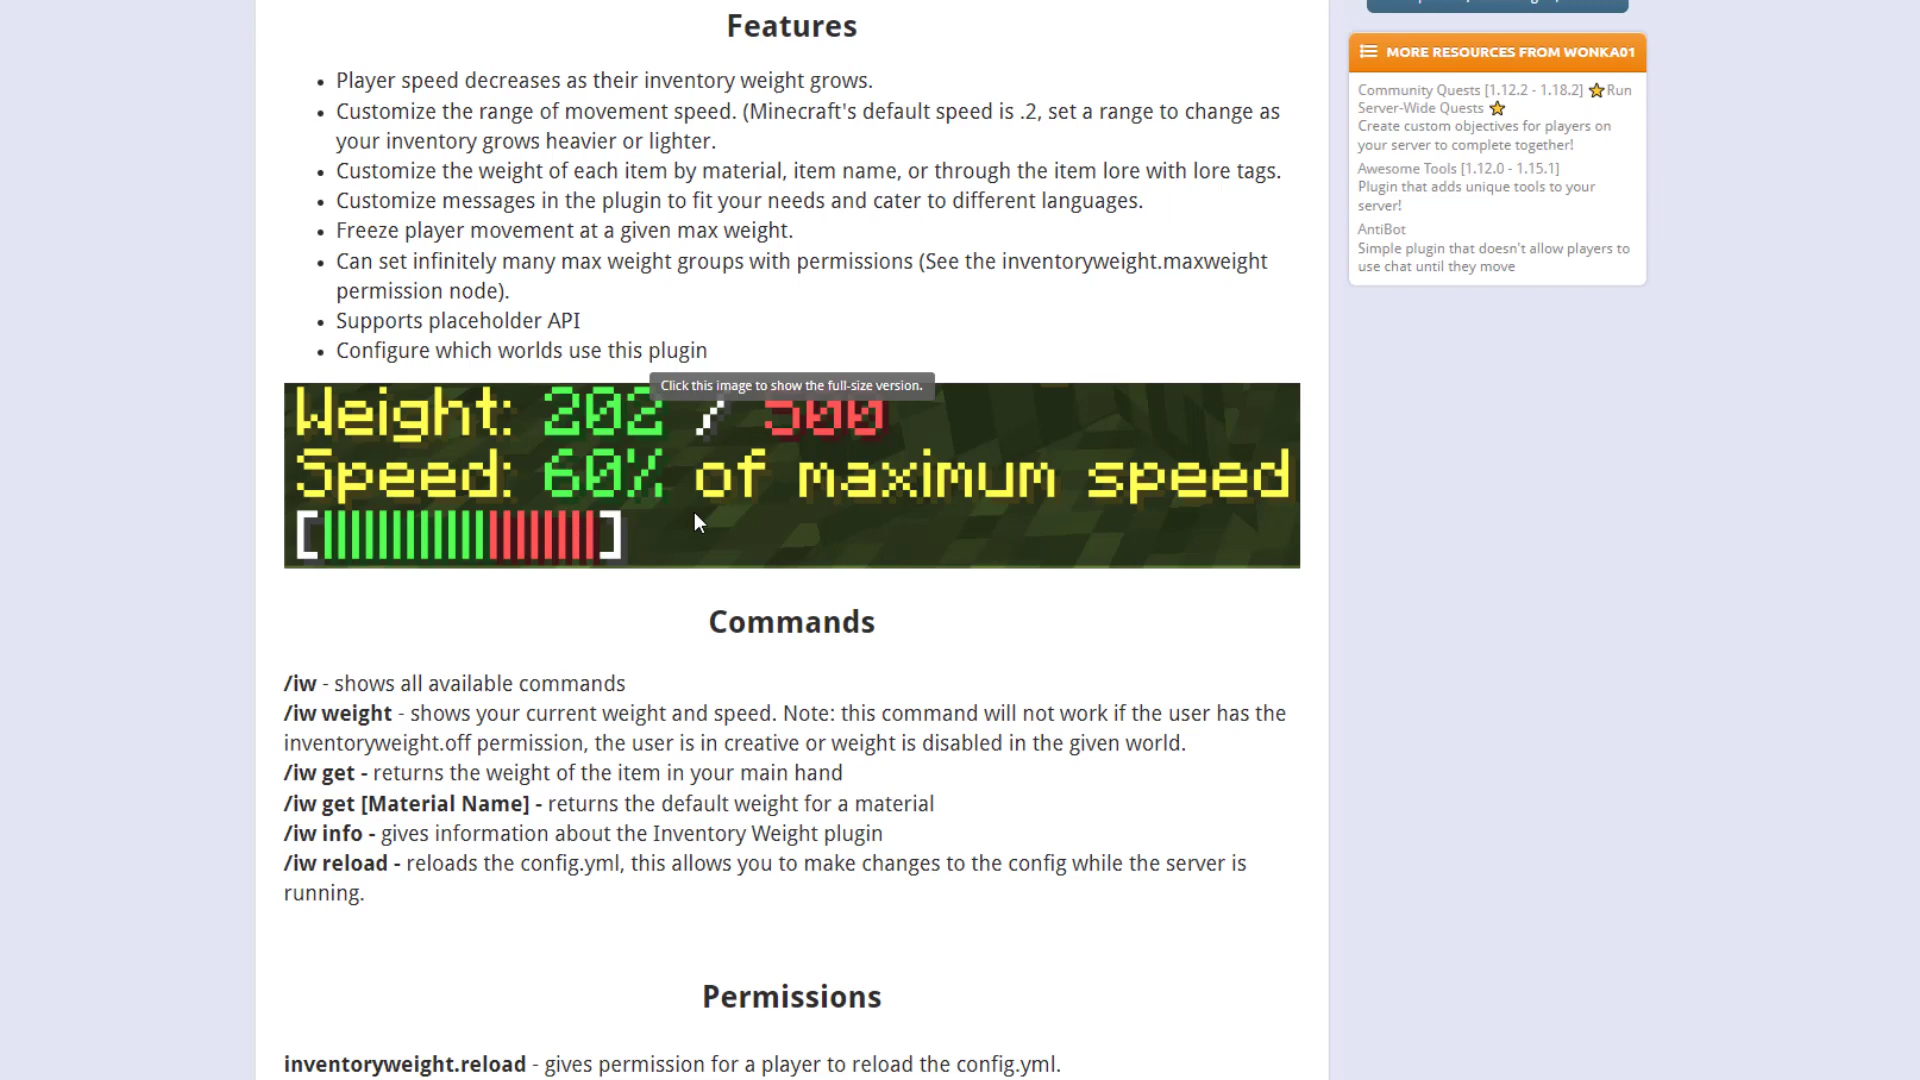 Features
• Player speed decreases as their inventory weight grows.
• Customize the range of movement speed. (Minecraft's default speed is .2, set a range to change as
your inventory grows heavier or lighter.
• Customize the weight of each item by material, item name, or through the item lore with lore tags.
• Customize messages in the plugin to fit your needs and cater to different languages.
• Freeze player movement at a given max weight.
• Can set infinitely many max weight groups with permissions (See the inventoryweight.maxweight
permission node).
• Supports placeholder API
• Configure which worlds use this plugin
Click this image to show the full-size version.
Weight: 202 / 500
Speed: 60% of maximum speed
[||||||||||||||||||||]
Commands
/iw - shows all available commands
/iw weight - shows your current weight and speed. Note: this command will not work if the user has the
inventoryweight.off permission, the user is in creative or weight is disabled in the given world.
/iw get - returns the weight of the item in your main hand
/iw get [Material Name] - returns the default weight for a material
/iw info - gives information about the Inventory Weight plugin
/iw reload - reloads the config.yml, this allows you to make changes to the config while the server is
running.
Permissions
inventoryweight.reload - gives permission for a player to reload the config.yml.
MORE RESOURCES FROM WONKA01
Community Quests [1.12.2 - 1.18.2] ⭐Run
Server-Wide Quests ⭐
Create custom objectives for players on
your server to complete together!
Awesome Tools [1.12.0 - 1.15.1]
Plugin that adds unique tools to your
server!
AntiBot
Simple plugin that doesn't allow players to
use chat until they move